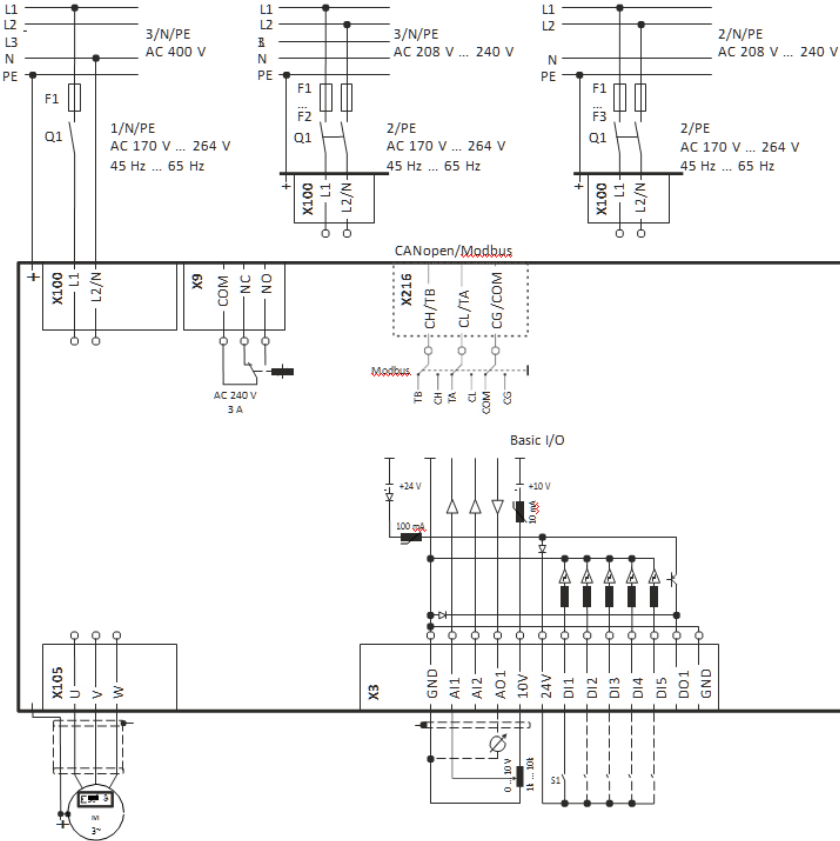 L1
L2
L3
N
PE
3/N/PE
AC 400 V
F1
Q1
1/N/PE
AC 170 V ... 264 V
45 Hz ... 65 Hz
L1
L2
N
PE
3/N/PE
AC 208 V ... 240 V
F1
...
F2
Q1
2/PE
AC 170 V ... 264 V
45 Hz ... 65 Hz
X100
L1
L2/N
L1
L2
N
PE
2/N/PE
AC 208 V ... 240 V
F1
...
F3
Q1
2/PE
AC 170 V ... 264 V
45 Hz ... 65 Hz
X100
L1
L2/N
CANopen/Modbus
X100
L1
L2/N
X9
COM
NC
NO
AC 240 V
3 A
X216
CH/TB
CL/TA
CG/COM
Modbus
TB
CH
TA
CL
COM
CG
Basic I/O
+24 V
+10 V
100 mA
10 mA
X105
U
V
W
X3
GND
AI1
AI2
AO1
10V
24V
DI1
DI2
DI3
DI4
DI5
DO1
GND
0 ... 10 V
1k ... 10k
S1
M
3~